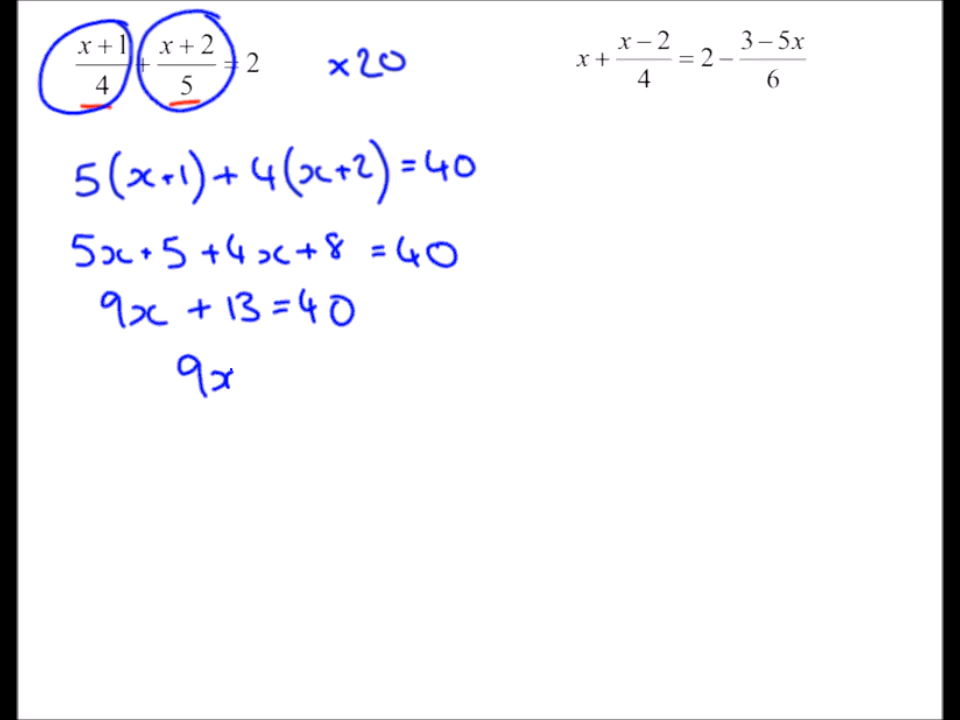 (x + 1)/4 + (x + 2)/5 = 2 ×20
5(x+1) + 4(x+2) = 40
5x + 5 + 4x + 8 = 40
9x + 13 = 40
9x
x + (x − 2)/4 = 2 − (3 − 5x)/6